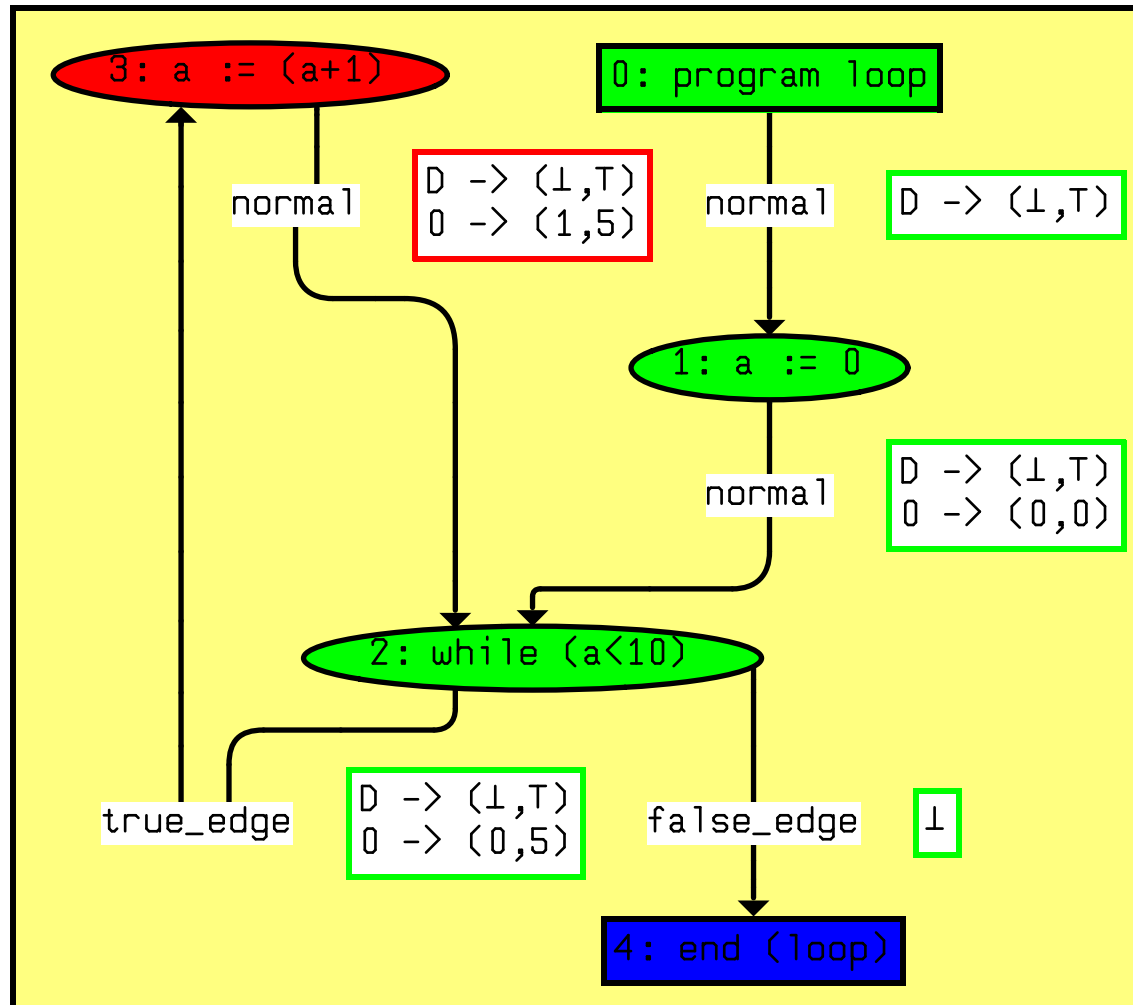 3: a := (a+1)
0: program loop
normal
D -> (⊥,T)
0 -> (1,5)
normal
D -> (⊥,T)
1: a := 0
normal
D -> (⊥,T)
0 -> (0,0)
2: while (a<10)
true_edge
D -> (⊥,T)
0 -> (0,5)
false_edge
⊥
4: end (loop)